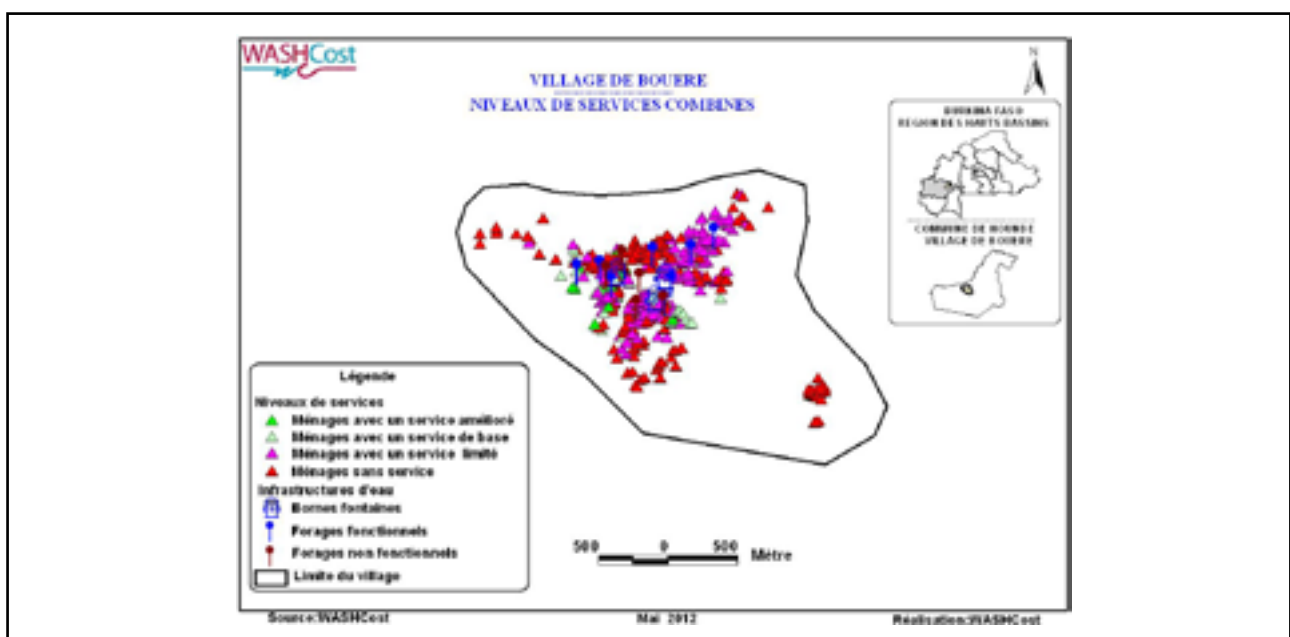 WASHCost
VILLAGE DE BOUERE
NIVEAUX DE SERVICES COMBINES
N
BURKINA FASO
REGION DES HAUTS BASSINS
COMMUNE DE HOUNDE
VILLAGE DE BOUERE
Légende
Niveaux de services
Ménages avec un service amélioré
Ménages avec un service de base
Ménages avec un service limité
Ménages sans service
Infrastructures d'eau
Bornes fontaines
Forages fonctionnels
Forages non fonctionnels
Limite du village
500 0 500 Mètre
Source:WASHCost Mai 2012 Réalisation:WASHCost